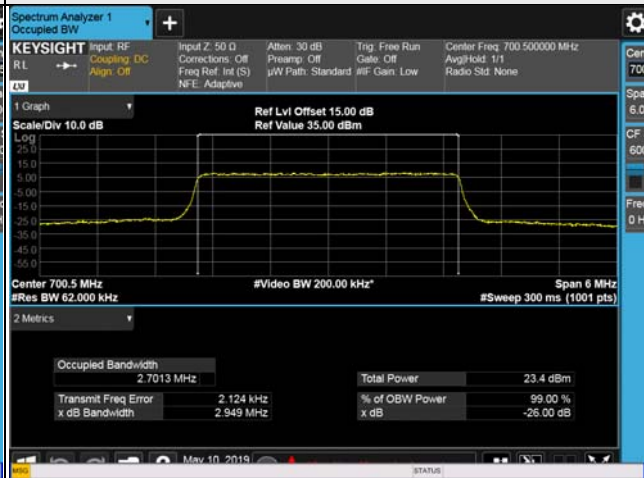 Spectrum Analyzer 1
Occupied BW
KEYSIGHT
RL
Input: RF
Coupling: DC
Align: Off
Input Z: 50 Ω
Corrections: Off
Freq Ref: Int (S)
NFE: Adaptive
Atten: 30 dB
Preamp: Off
µW Path: Standard
Trig: Free Run
Gate: Off
#IF Gain: Low
Center Freq: 700.500000 MHz
Avg|Hold: 1/1
Radio Std: None
1 Graph
Scale/Div 10.0 dB
Ref Lvl Offset 15.00 dB
Ref Value 35.00 dBm
Log
25.0
15.0
5.00
-5.00
-15.0
-25.0
-35.0
-45.0
-55.0
Center 700.5 MHz
#Video BW 200.00 kHz*
Span 6 MHz
#Res BW 62.000 kHz
#Sweep 300 ms (1001 pts)
2 Metrics
Occupied Bandwidth
2.7013 MHz
Total Power 23.4 dBm
Transmit Freq Error 2.124 kHz
% of OBW Power 99.00 %
x dB Bandwidth 2.949 MHz
x dB -26.00 dB
May 10, 2019
MSG
STATUS